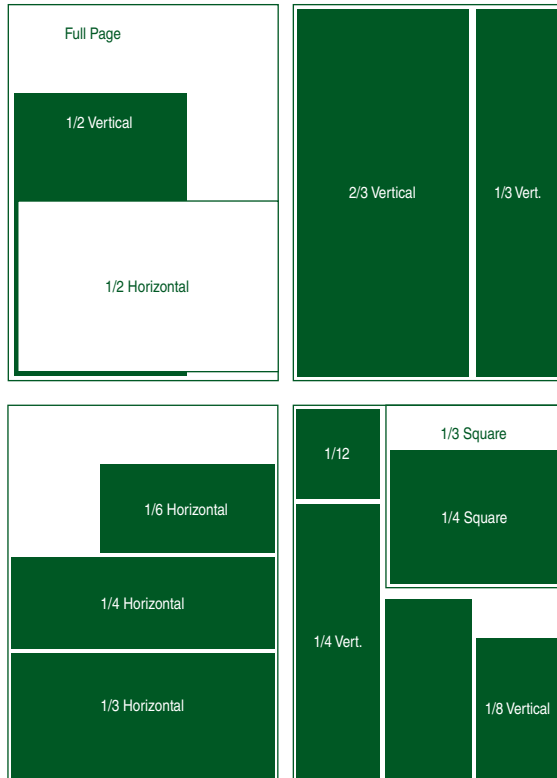 Full Page
1/2 Vertical
1/2 Horizontal
2/3 Vertical
1/3 Vert.
1/6 Horizontal
1/4 Horizontal
1/3 Horizontal
1/12
1/3 Square
1/4 Square
1/4 Vert.
1/8 Vertical